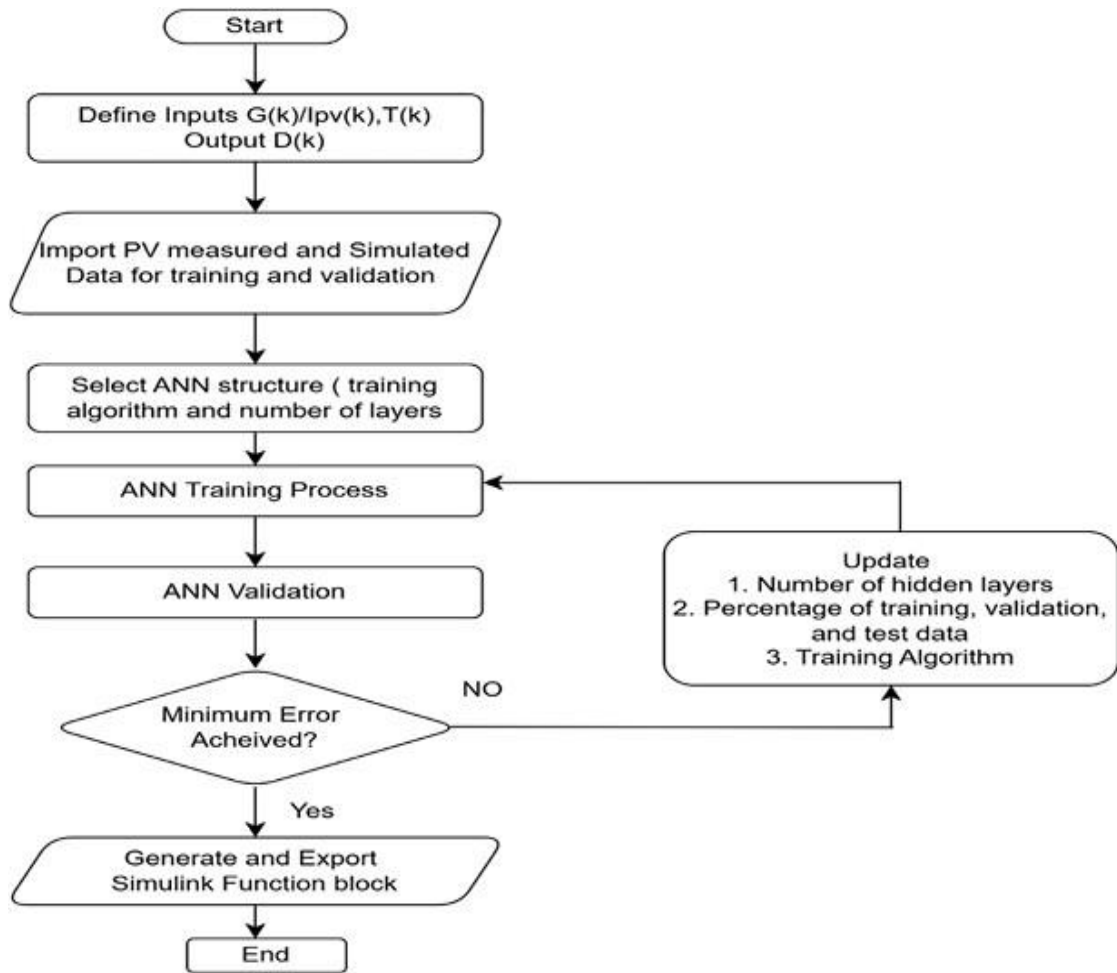 Start
Define Inputs G(k)/Ipv(k),T(k)
Output D(k)
Import PV measured and Simulated
Data for training and validation
Select ANN structure ( training
algorithm and number of layers
ANN Training Process
ANN Validation
Minimum Error
Acheived?
NO
Update
1. Number of hidden layers
2. Percentage of training, validation,
and test data
3. Training Algorithm
Yes
Generate and Export
Simulink Function block
End